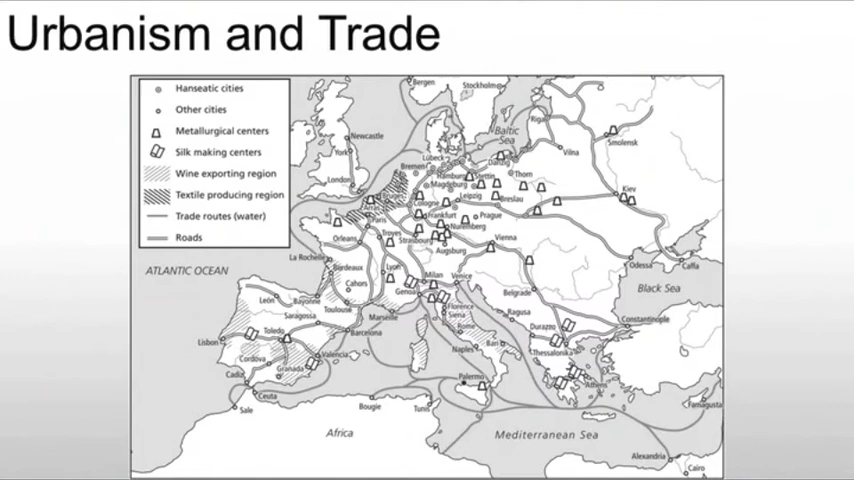 Urbanism and Trade
Hanseatic cities
Other cities
Metallurgical centers
Silk making centers
Wine exporting region
Textile producing region
Trade routes (water)
Roads
Bergen
Stockholm
Baltic
Sea
Riga
Newcastle
York
London
Smolensk
Vilna
Lübeck
Bremen
Danzig
Hamburg
Stettin
Thorn
Magdeburg
Bruges
Arras
Cologne
Leipzig
Breslau
Kiev
Paris
Frankfurt
Prague
Nuremberg
Troyes
Orleans
Strasbourg
Vienna
Augsburg
La Rochelle
ATLANTIC OCEAN
Bordeaux
Lyon
Milan
Venice
Odessa
Caffa
Black Sea
León
Bayonne
Cahors
Genoa
Belgrade
Saragossa
Toulouse
Marseille
Florence
Siena
Ragusa
Constantinople
Lisbon
Toledo
Barcelona
Rome
Durazzo
Cordova
Valencia
Naples
Bari
Thessalonika
Cadiz
Granada
Palermo
Athens
Ceuta
Sale
Bougie
Tunis
Famagusta
Africa
Mediterranean Sea
Alexandria
Cairo